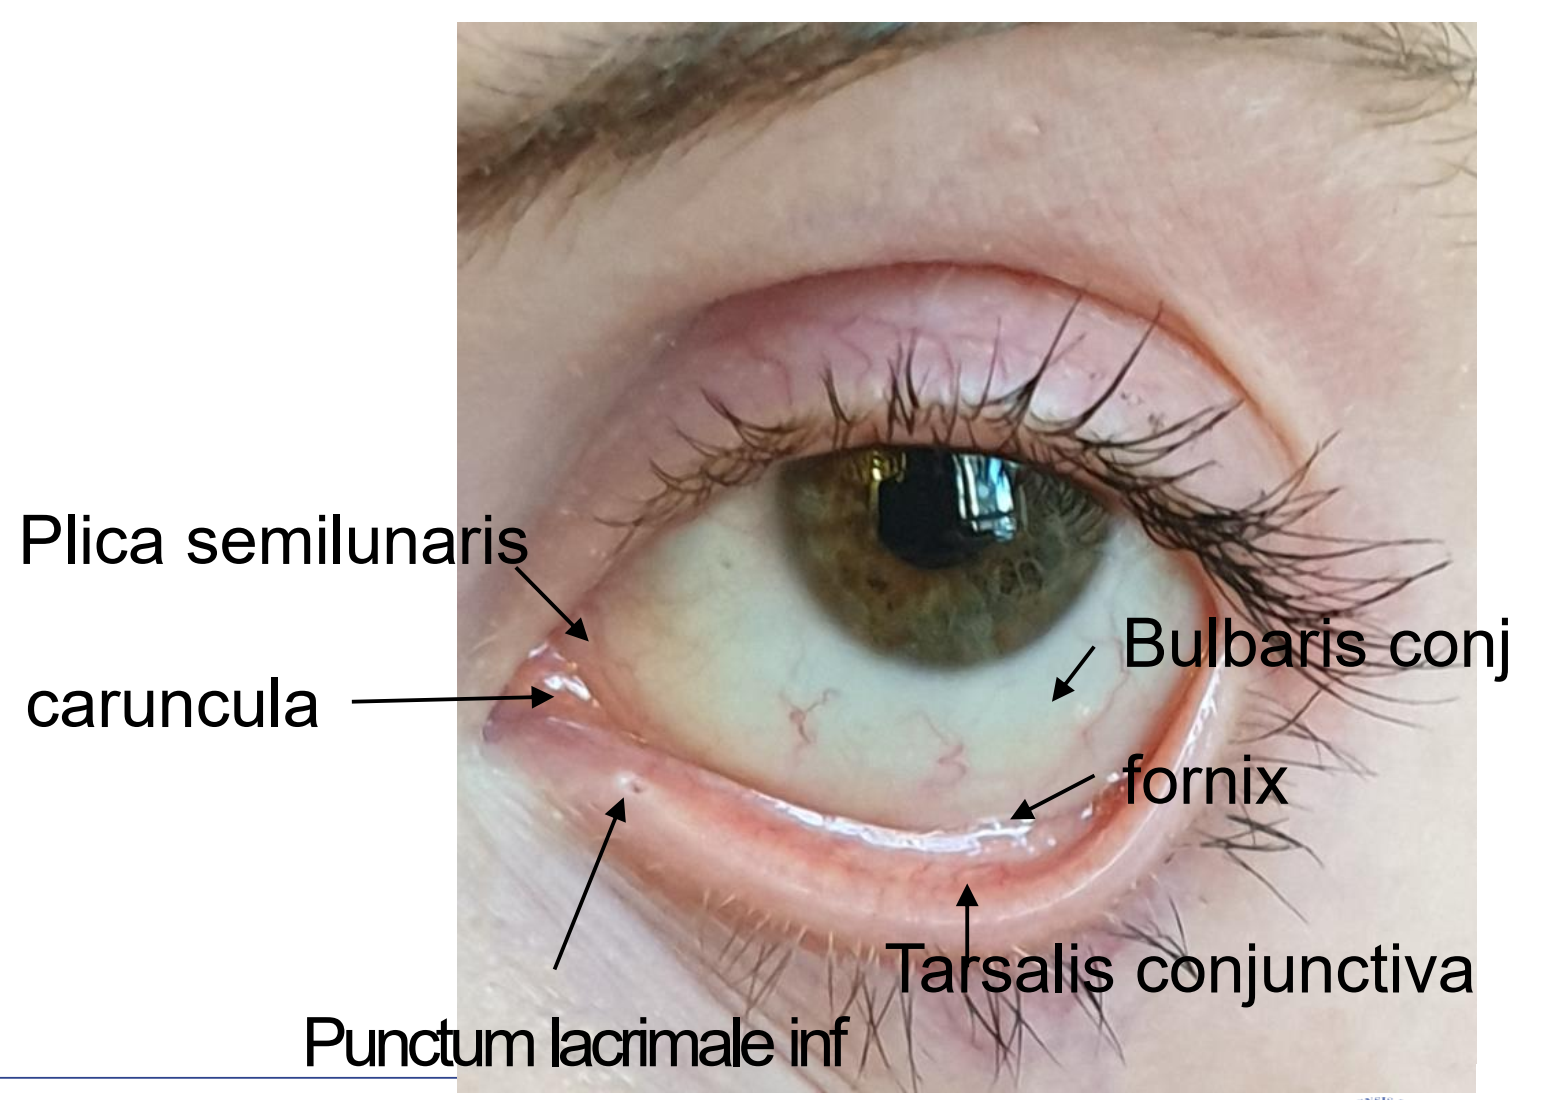 Plica semilunaris
caruncula
Bulbaris conj
fornix
Tarsalis conjunctiva
Punctum lacrimale inf